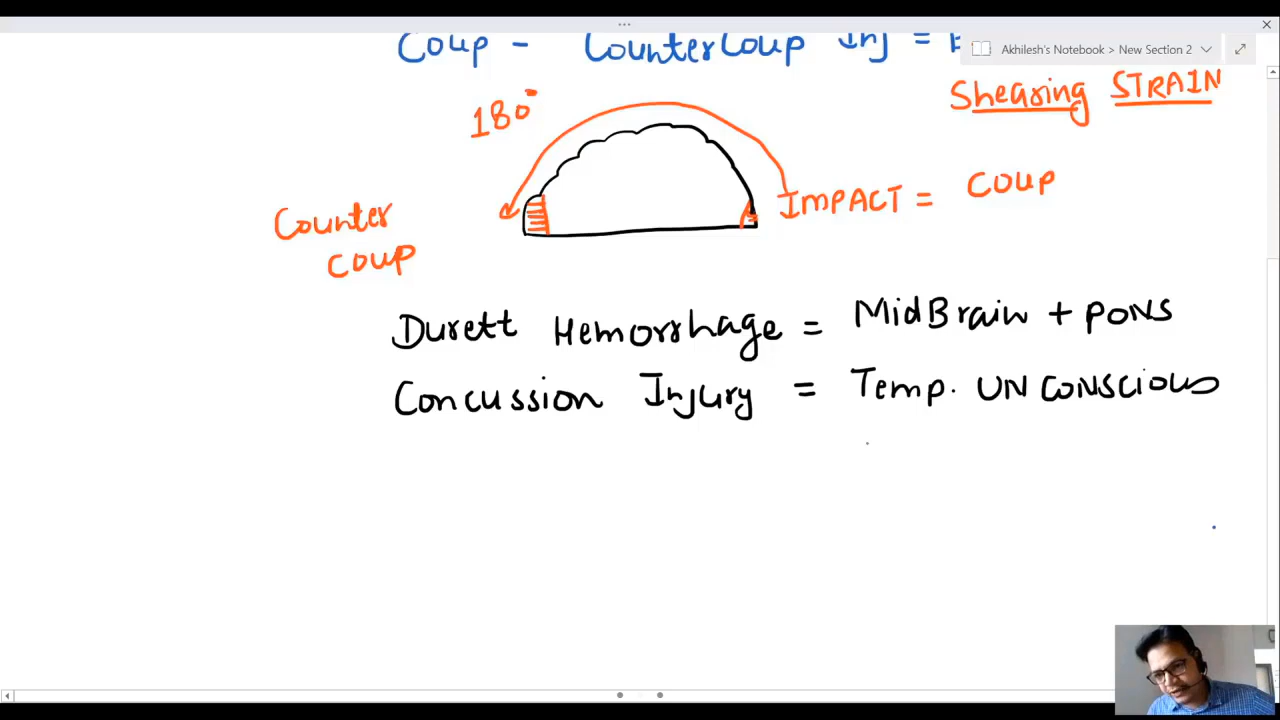 Coup - CounterCoup Inj =
Akhilesh's Notebook > New Section 2
Shearing STRAIN
180°
IMPACT = COUP
Counter
COUP
Durett Hemorrhage = MidBrain + PONS
Concussion Injury = Temp. UNCONSCIOUS